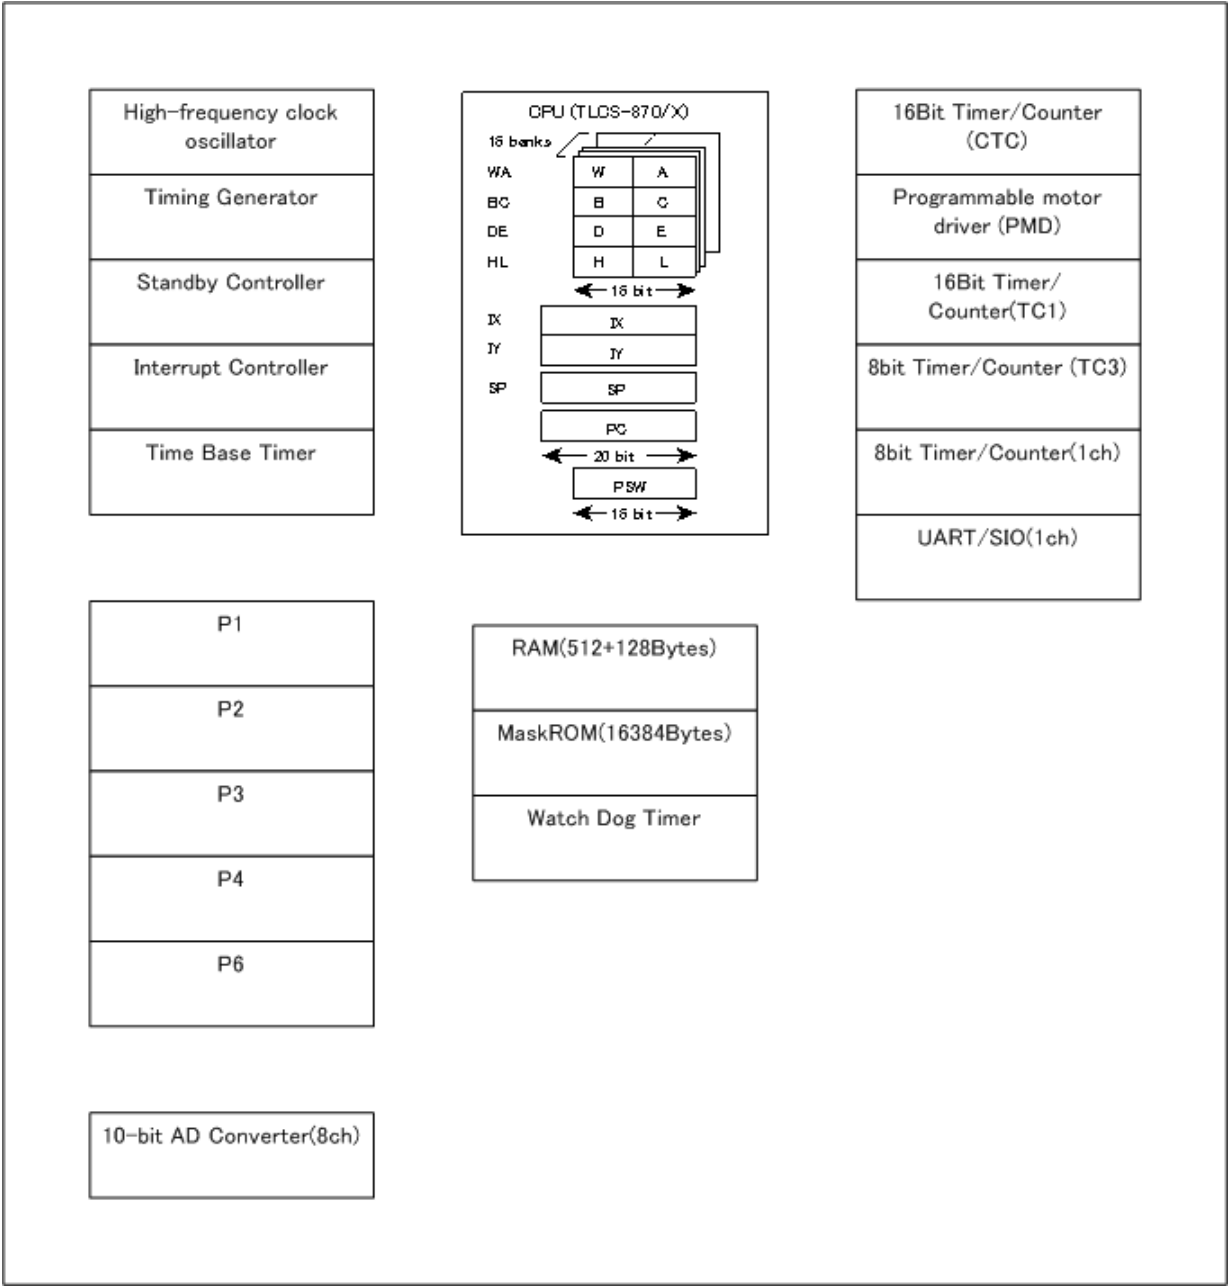 High-frequency clock
oscillator
Timing Generator
Standby Controller
Interrupt Controller
Time Base Timer
CPU (TLCS-870/X)
16 banks
WA W A
BC B C
DE D E
HL H L
16 bit
IX IX
IY IY
SP SP
PC
20 bit
PSW
16 bit
16Bit Timer/Counter
(CTC)
Programmable motor
driver (PMD)
16Bit Timer/
Counter(TC1)
8bit Timer/Counter (TC3)
8bit Timer/Counter(1ch)
UART/SIO(1ch)
P1
P2
P3
P4
P6
RAM(512+128Bytes)
MaskROM(16384Bytes)
Watch Dog Timer
10-bit AD Converter(8ch)